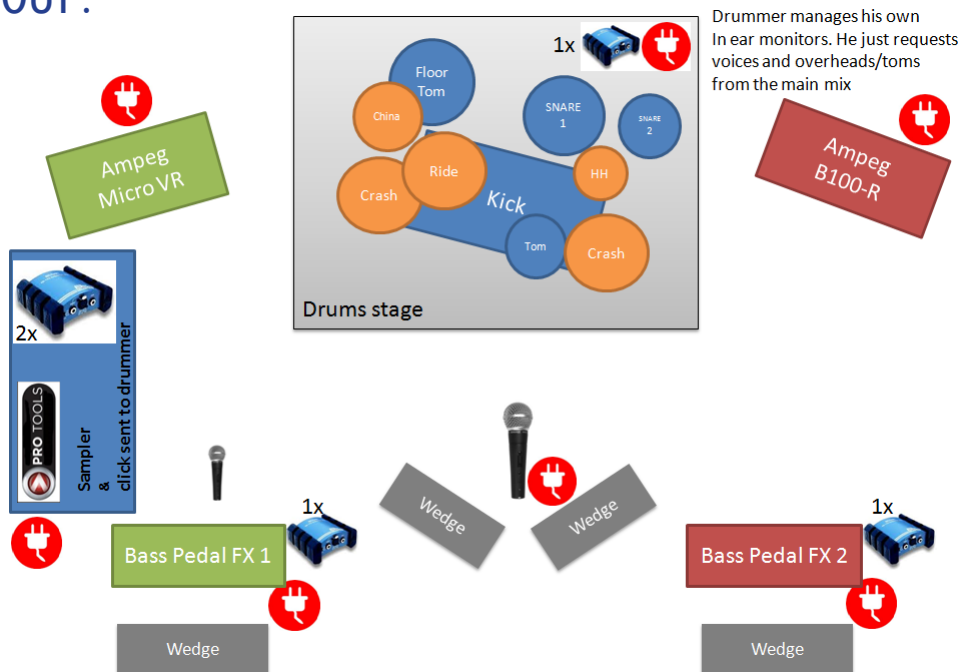 OUT:
Drummer manages his own
In ear monitors. He just requests
voices and overheads/toms
from the main mix
1x
Floor
Tom
China
SNARE
1
SNARE
2
Ampeg
Micro VR
Ampeg
B100-R
Ride
HH
Crash
Kick
Tom
Crash
Drums stage
2x
PRO TOOLS
Sampler
&
click sent to drummer
Wedge
Wedge
1x
1x
Bass Pedal FX 1
Bass Pedal FX 2
Wedge
Wedge